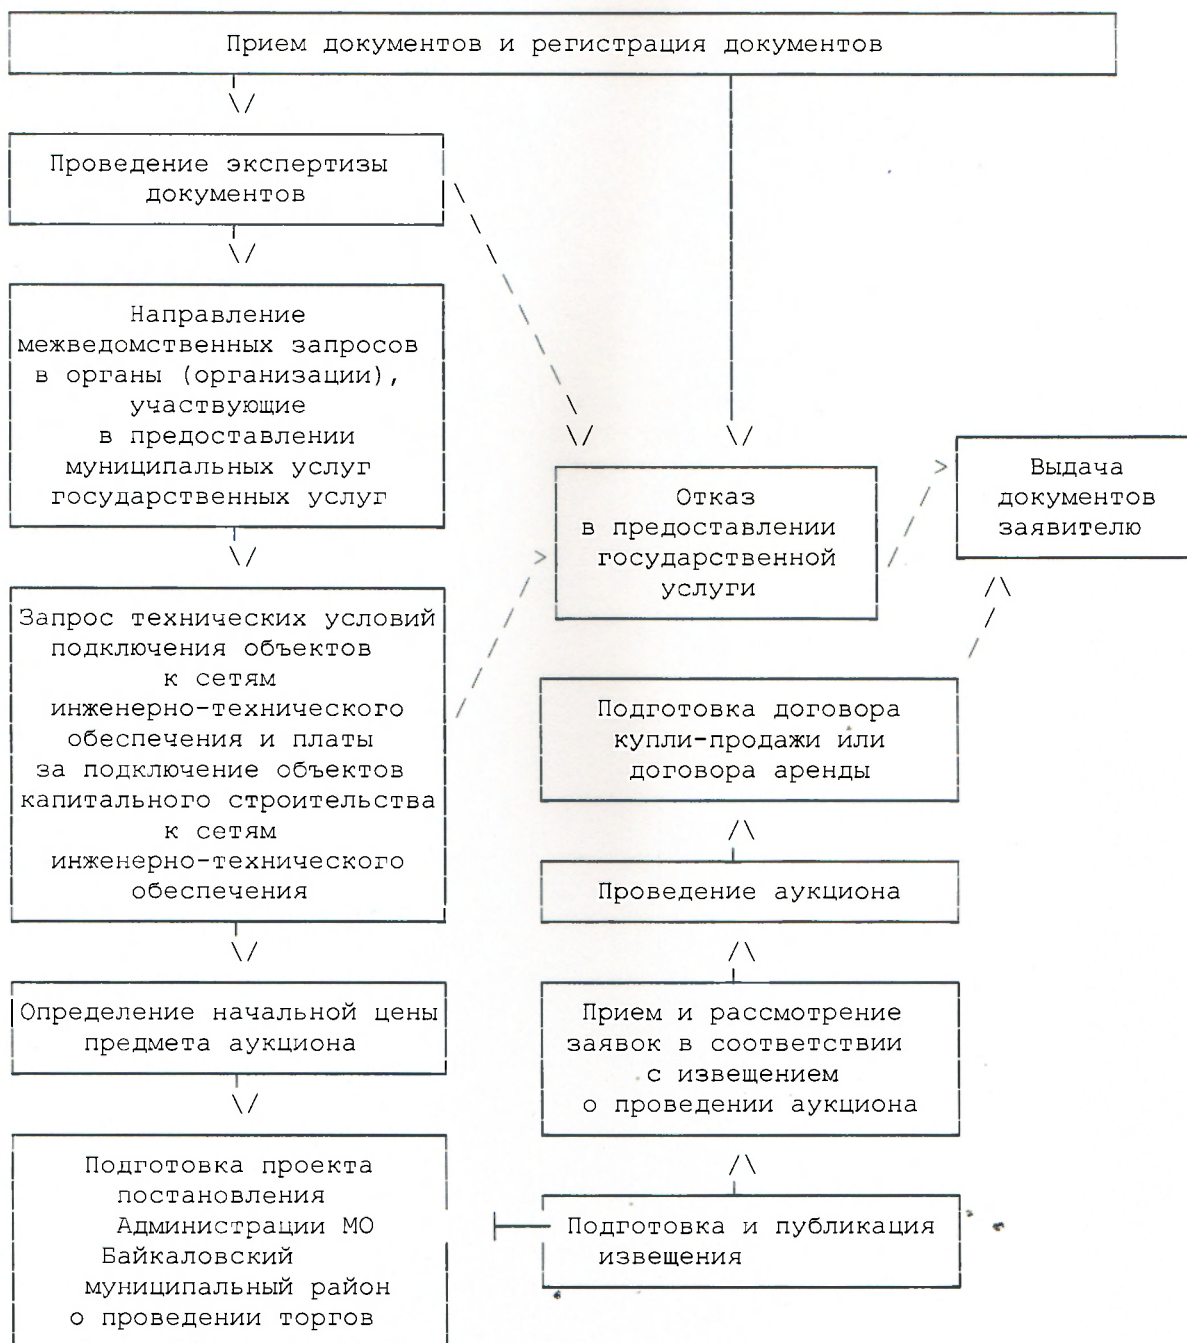 Прием документов и регистрация документов
Проведение экспертизы
документов
Направление
межведомственных запросов
в органы (организации),
участвующие
в предоставлении
муниципальных услуг
государственных услуг
Запрос технических условий
подключения объектов
к сетям
инженерно-технического
обеспечения и платы
за подключение объектов
капитального строительства
к сетям
инженерно-технического
обеспечения
Определение начальной цены
предмета аукциона
Подготовка проекта
постановления
Администрации МО
Байкаловский
муниципальный район
о проведении торгов
Отказ
в предоставлении
государственной
услуги
Выдача
документов
заявителю
Подготовка договора
купли-продажи или
договора аренды
Проведение аукциона
Прием и рассмотрение
заявок в соответствии
с извещением
о проведении аукциона
Подготовка и публикация
извещения